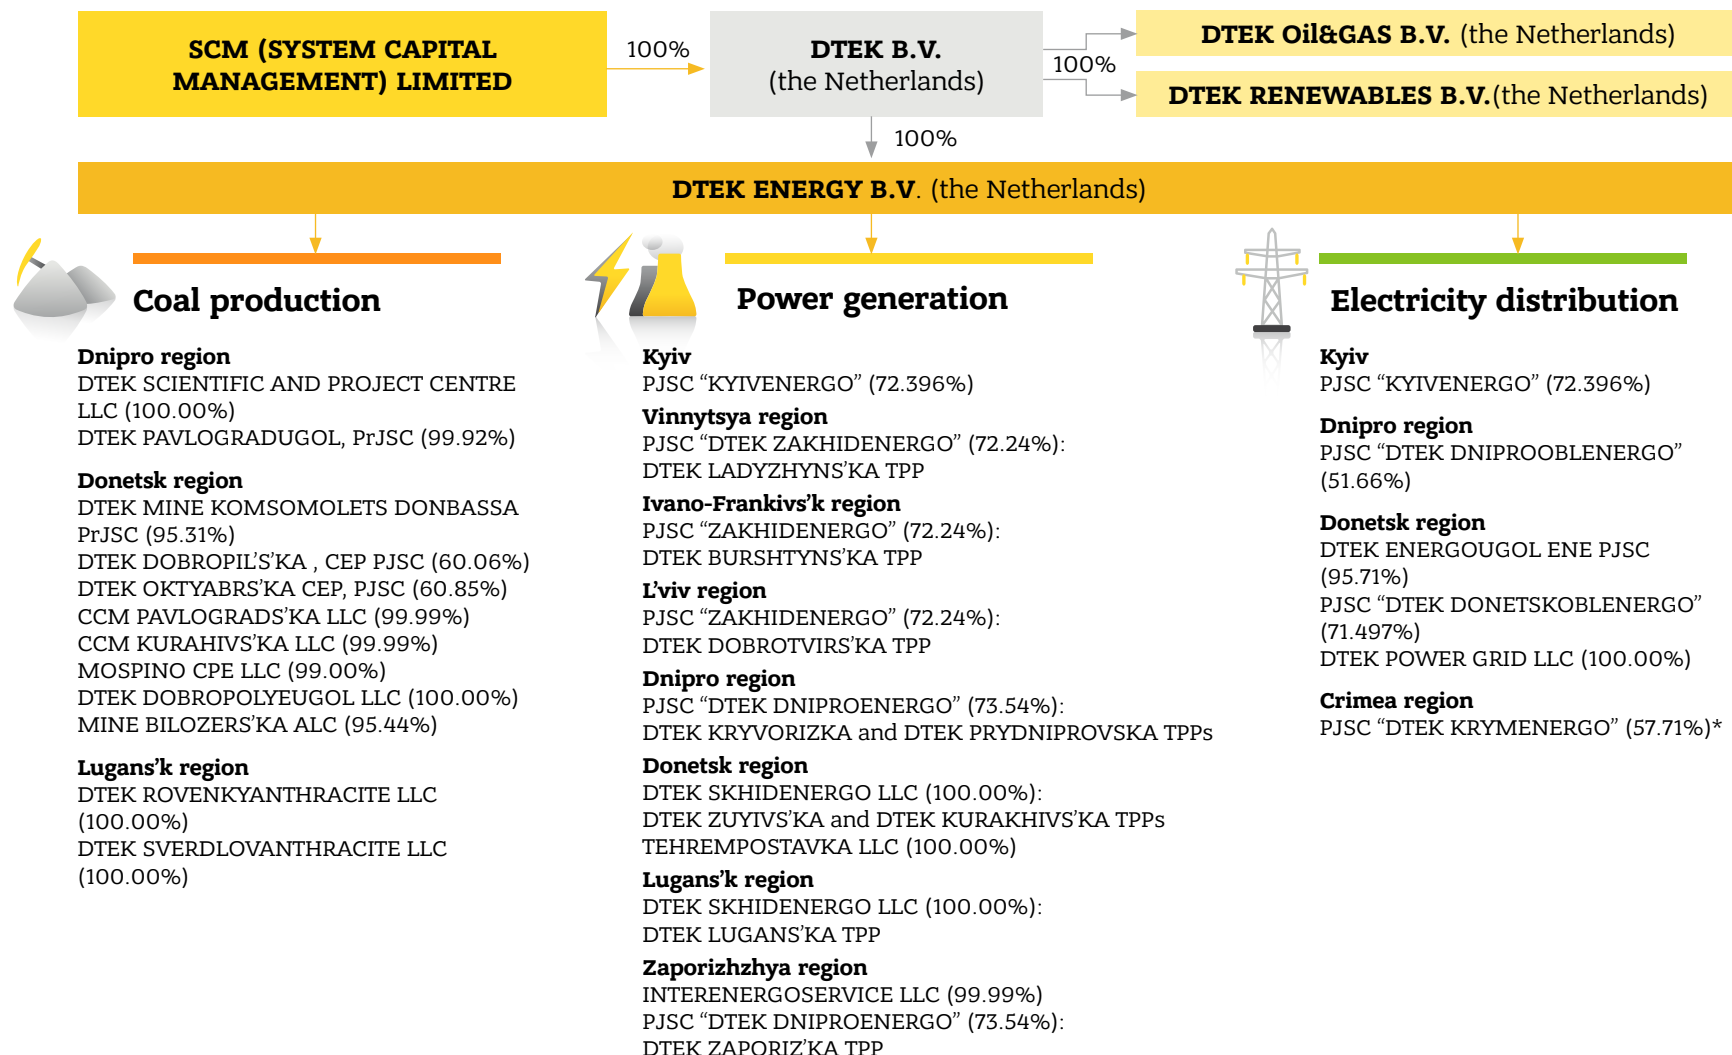 SCM (SYSTEM CAPITAL
MANAGEMENT) LIMITED
100%
DTEK B.V.
(the Netherlands)
100%
DTEK Oil&GAS B.V. (the Netherlands)
DTEK RENEWABLES B.V.(the Netherlands)
100%
DTEK ENERGY B.V. (the Netherlands)
Coal production
Dnipro region
DTEK SCIENTIFIC AND PROJECT CENTRE
LLC (100.00%)
DTEK PAVLOGRADUGOL, PrJSC (99.92%)
Donetsk region
DTEK MINE KOMSOMOLETS DONBASSA
PrJSC (95.31%)
DTEK DOBROPIL'S'KA , CEP PJSC (60.06%)
DTEK OKTYABRS'KA CEP, PJSC (60.85%)
CCM PAVLOGRADS'KA LLC (99.99%)
CCM KURAHIVS'KA LLC (99.99%)
MOSPINO CPE LLC (99.00%)
DTEK DOBROPOLYEUGOL LLC (100.00%)
MINE BILOZERS'KA ALC (95.44%)
Lugans'k region
DTEK ROVENKYANTHRACITE LLC
(100.00%)
DTEK SVERDLOVANTHRACITE LLC
(100.00%)
Power generation
Kyiv
PJSC “KYIVENERGO” (72.396%)
Vinnytsya region
PJSC “DTEK ZAKHIDENERGO” (72.24%):
DTEK LADYZHYNS’KA TPP
Ivano-Frankivs’k region
PJSC “ZAKHIDENERGO” (72.24%):
DTEK BURSHTYNS’KA TPP
L’viv region
PJSC “ZAKHIDENERGO” (72.24%):
DTEK DOBROTVIRS’KA TPP
Dnipro region
PJSC “DTEK DNIPROENERGO” (73.54%):
DTEK KRYVORIZKA and DTEK PRYDNIPROVSKA TPPs
Donetsk region
DTEK SKHIDENERGO LLC (100.00%):
DTEK ZUYIVS’KA and DTEK KURAKHIVS’KA TPPs
TEHREMPOSTAVKA LLC (100.00%)
Lugans’k region
DTEK SKHIDENERGO LLC (100.00%):
DTEK LUGANS’KA TPP
Zaporizhzhya region
INTERENERGOSERVICE LLC (99.99%)
PJSC “DTEK DNIPROENERGO” (73.54%):
DTEK ZAPORIZ’KA TPP
Electricity distribution
Kyiv
PJSC “KYIVENERGO” (72.396%)
Dnipro region
PJSC “DTEK DNIPROOBLENERGO”
(51.66%)
Donetsk region
DTEK ENERGOUGOL ENE PJSC
(95.71%)
PJSC “DTEK DONETSKOBLENERGO”
(71.497%)
DTEK POWER GRID LLC (100.00%)
Crimea region
PJSC “DTEK KRYMENERGO” (57.71%)*